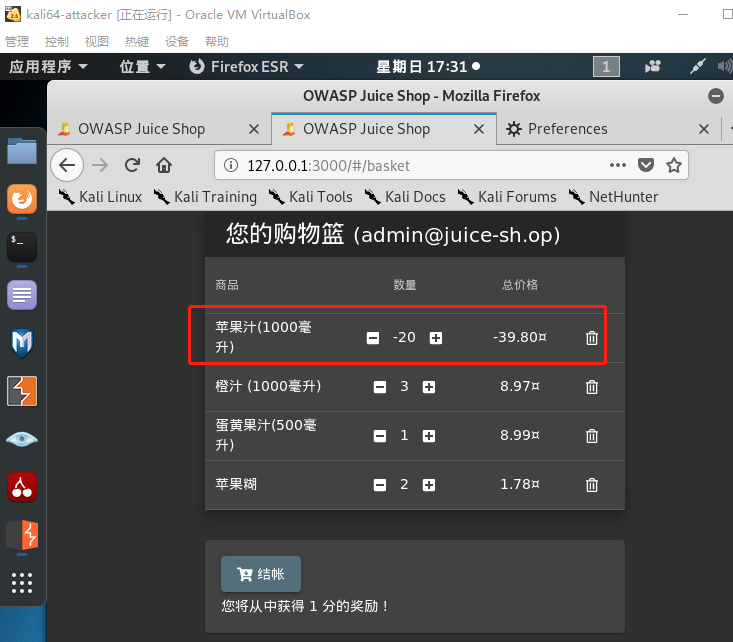 kali64-attacker [正在运行] - Oracle VM VirtualBox
管理 控制 视图 热键 设备 帮助
应用程序 位置 Firefox ESR 星期日 17:31 1
OWASP Juice Shop - Mozilla Firefox
OWASP Juice Shop OWASP Juice Shop Preferences
127.0.0.1:3000/#/basket
Kali Linux Kali Training Kali Tools Kali Docs Kali Forums NetHunter
您的购物篮 (admin@juice-sh.op)
商品 数量 总价格
苹果汁(1000毫
升) -20 -39.80¤
橙汁 (1000毫升) 3 8.97¤
蛋黄果汁(500毫
升) 1 8.99¤
苹果糊 2 1.78¤
结帐
您将从中获得 1 分的奖励！